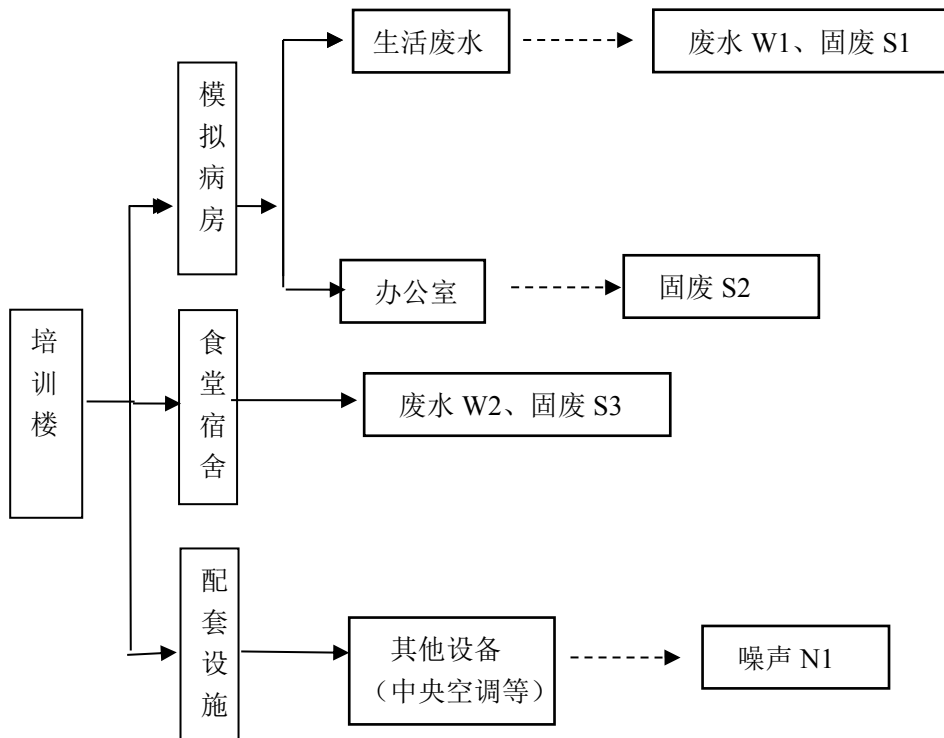 生活废水
废水 W1、固废 S1
模拟病房
办公室
固废 S2
培训楼
食堂宿舍
废水 W2、固废 S3
配套设施
其他设备
（中央空调等）
噪声 N1